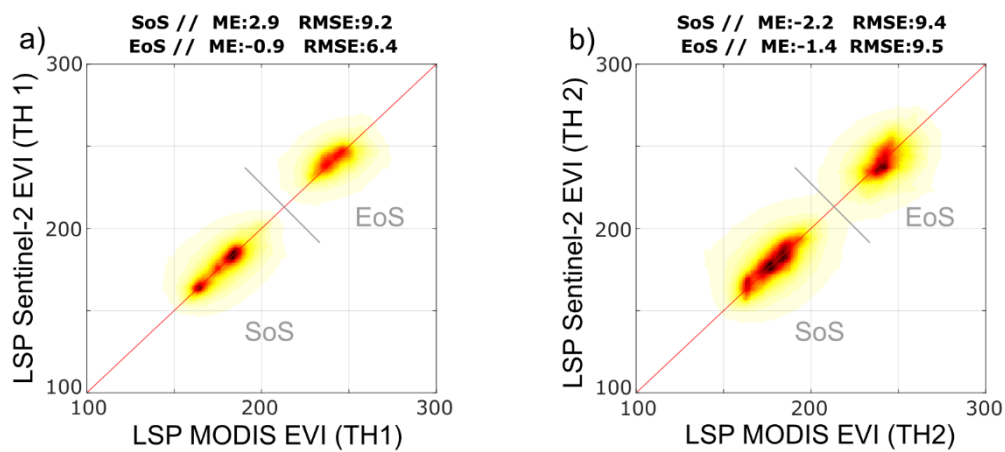 SoS // ME:2.9 RMSE:9.2
EoS // ME:-0.9 RMSE:6.4
a)
300
200
100
LSP Sentinel-2 EVI (TH 1)
EoS
SoS
100 200 300
LSP MODIS EVI (TH1)
SoS // ME:-2.2 RMSE:9.4
EoS // ME:-1.4 RMSE:9.5
b)
300
200
100
LSP Sentinel-2 EVI (TH 2)
EoS
SoS
100 200 300
LSP MODIS EVI (TH2)